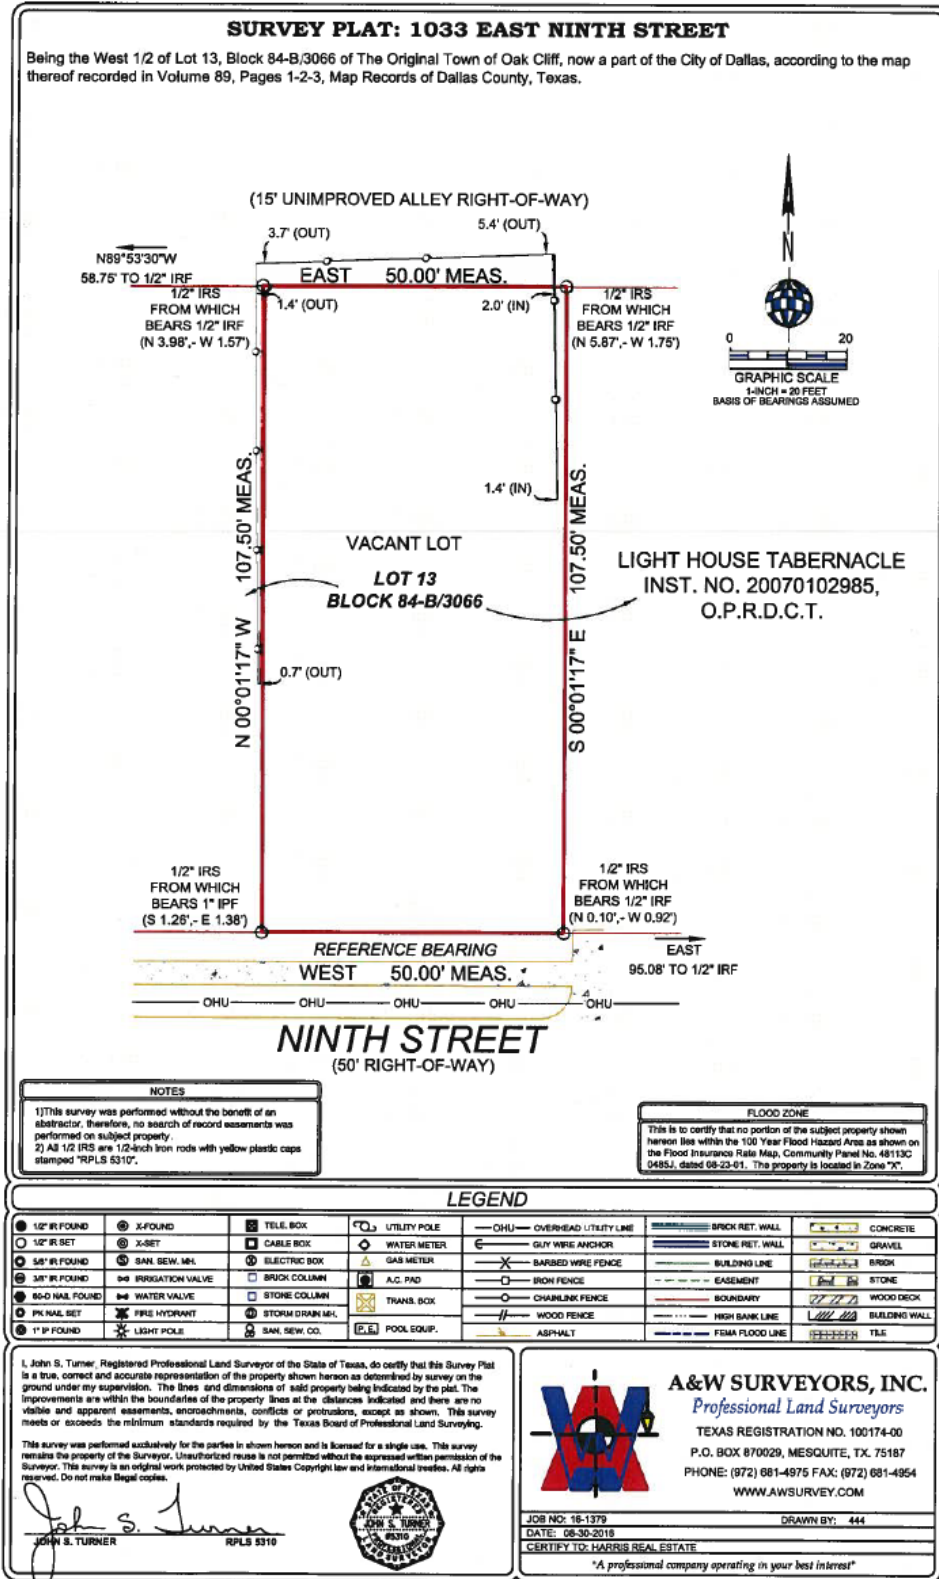 SURVEY PLAT: 1033 EAST NINTH STREET
Being the West 1/2 of Lot 13, Block 84-B/3066 of The Original Town of Oak Cliff, now a part of the City of Dallas, according to the map
thereof recorded in Volume 89, Pages 1-2-3, Map Records of Dallas County, Texas.
(15' UNIMPROVED ALLEY RIGHT-OF-WAY)
3.7' (OUT)
5.4' (OUT)
N89°53'30"W
58.75' TO 1/2" IRF
EAST 50.00' MEAS.
1/2" IRS
FROM WHICH
BEARS 1/2" IRF
(N 3.98',- W 1.57')
1.4' (OUT)
2.0' (IN)
1/2" IRS
FROM WHICH
BEARS 1/2" IRF
(N 5.87',- W 1.75')
N
0 20
GRAPHIC SCALE
1-INCH = 20 FEET
BASIS OF BEARINGS ASSUMED
1.4' (IN)
N 00°01'17" W 107.50' MEAS.
S 00°01'17" E 107.50' MEAS.
VACANT LOT
LOT 13
BLOCK 84-B/3066
LIGHT HOUSE TABERNACLE
INST. NO. 20070102985,
O.P.R.D.C.T.
0.7' (OUT)
1/2" IRS
FROM WHICH
BEARS 1" IPF
(S 1.26',- E 1.38')
1/2" IRS
FROM WHICH
BEARS 1/2" IRF
(N 0.10',- W 0.92')
REFERENCE BEARING
WEST 50.00' MEAS.
EAST
95.08' TO 1/2" IRF
OHU OHU OHU OHU OHU
NINTH STREET
(50' RIGHT-OF-WAY)
NOTES
1)This survey was performed without the benefit of an
abstractor, therefore, no search of record easements was
performed on subject property.
2) All 1/2 IRS are 1/2-inch iron rods with yellow plastic caps
stamped "RPLS 5310".
FLOOD ZONE
This is to certify that no portion of the subject property shown
hereon lies within the 100 Year Flood Hazard Area as shown on
the Flood Insurance Rate Map, Community Panel No. 48113C
0485J, dated 08-23-01. The property is located in Zone "X".
LEGEND
1/2" IR FOUND X-FOUND TELE. BOX UTILITY POLE OHU OVERHEAD UTILITY LINE BRICK RET. WALL CONCRETE
1/2" IR SET X-SET CABLE BOX WATER METER GUY WIRE ANCHOR STONE RET. WALL GRAVEL
5/8" IR FOUND SAN. SEW. MH. ELECTRIC BOX GAS METER BARBED WIRE FENCE BUILDING LINE BRICK
3/8" IR FOUND IRRIGATION VALVE BRICK COLUMN A.C. PAD IRON FENCE EASEMENT STONE
60-D NAIL FOUND WATER VALVE STONE COLUMN TRANS. BOX CHAINLINK FENCE BOUNDARY WOOD DECK
PK NAIL SET FIRE HYDRANT STORM DRAIN MH. WOOD FENCE HIGH BANK LINE BUILDING WALL
1" IP FOUND LIGHT POLE SAN. SEW. CO. P.E. POOL EQUIP. ASPHALT FEMA FLOOD LINE TILE
I, John S. Turner, Registered Professional Land Surveyor of the State of Texas, do certify that this Survey Plat
is a true, correct and accurate representation of the property shown hereon as determined by survey on the
ground under my supervision. The lines and dimensions of said property being indicated by the plat. The
improvements are within the boundaries of the property lines at the distances indicated and there are no
visible and apparent easements, encroachments, conflicts or protrusions, except as shown. This survey
meets or exceeds the minimum standards required by the Texas Board of Professional Land Surveying.
This survey was performed exclusively for the parties in shown hereon and is licensed for a single use. This survey
remains the property of the Surveyor. Unauthorized reuse is not permitted without the expressed written permission of the
Surveyor. This survey is an original work protected by United States Copyright law and international treaties. All rights
reserved. Do not make illegal copies.
John S. Turner
JOHN S. TURNER RPLS 5310
STATE OF TEXAS
REGISTERED
JOHN S. TURNER
5310
PROFESSIONAL
LAND SURVEYOR
A&W SURVEYORS, INC.
Professional Land Surveyors
TEXAS REGISTRATION NO. 100174-00
P.O. BOX 870029, MESQUITE, TX. 75187
PHONE: (972) 681-4975 FAX: (972) 681-4954
WWW.AWSURVEY.COM
JOB NO: 16-1379 DRAWN BY: 444
DATE: 08-30-2016
CERTIFY TO: HARRIS REAL ESTATE
"A professional company operating in your best interest"